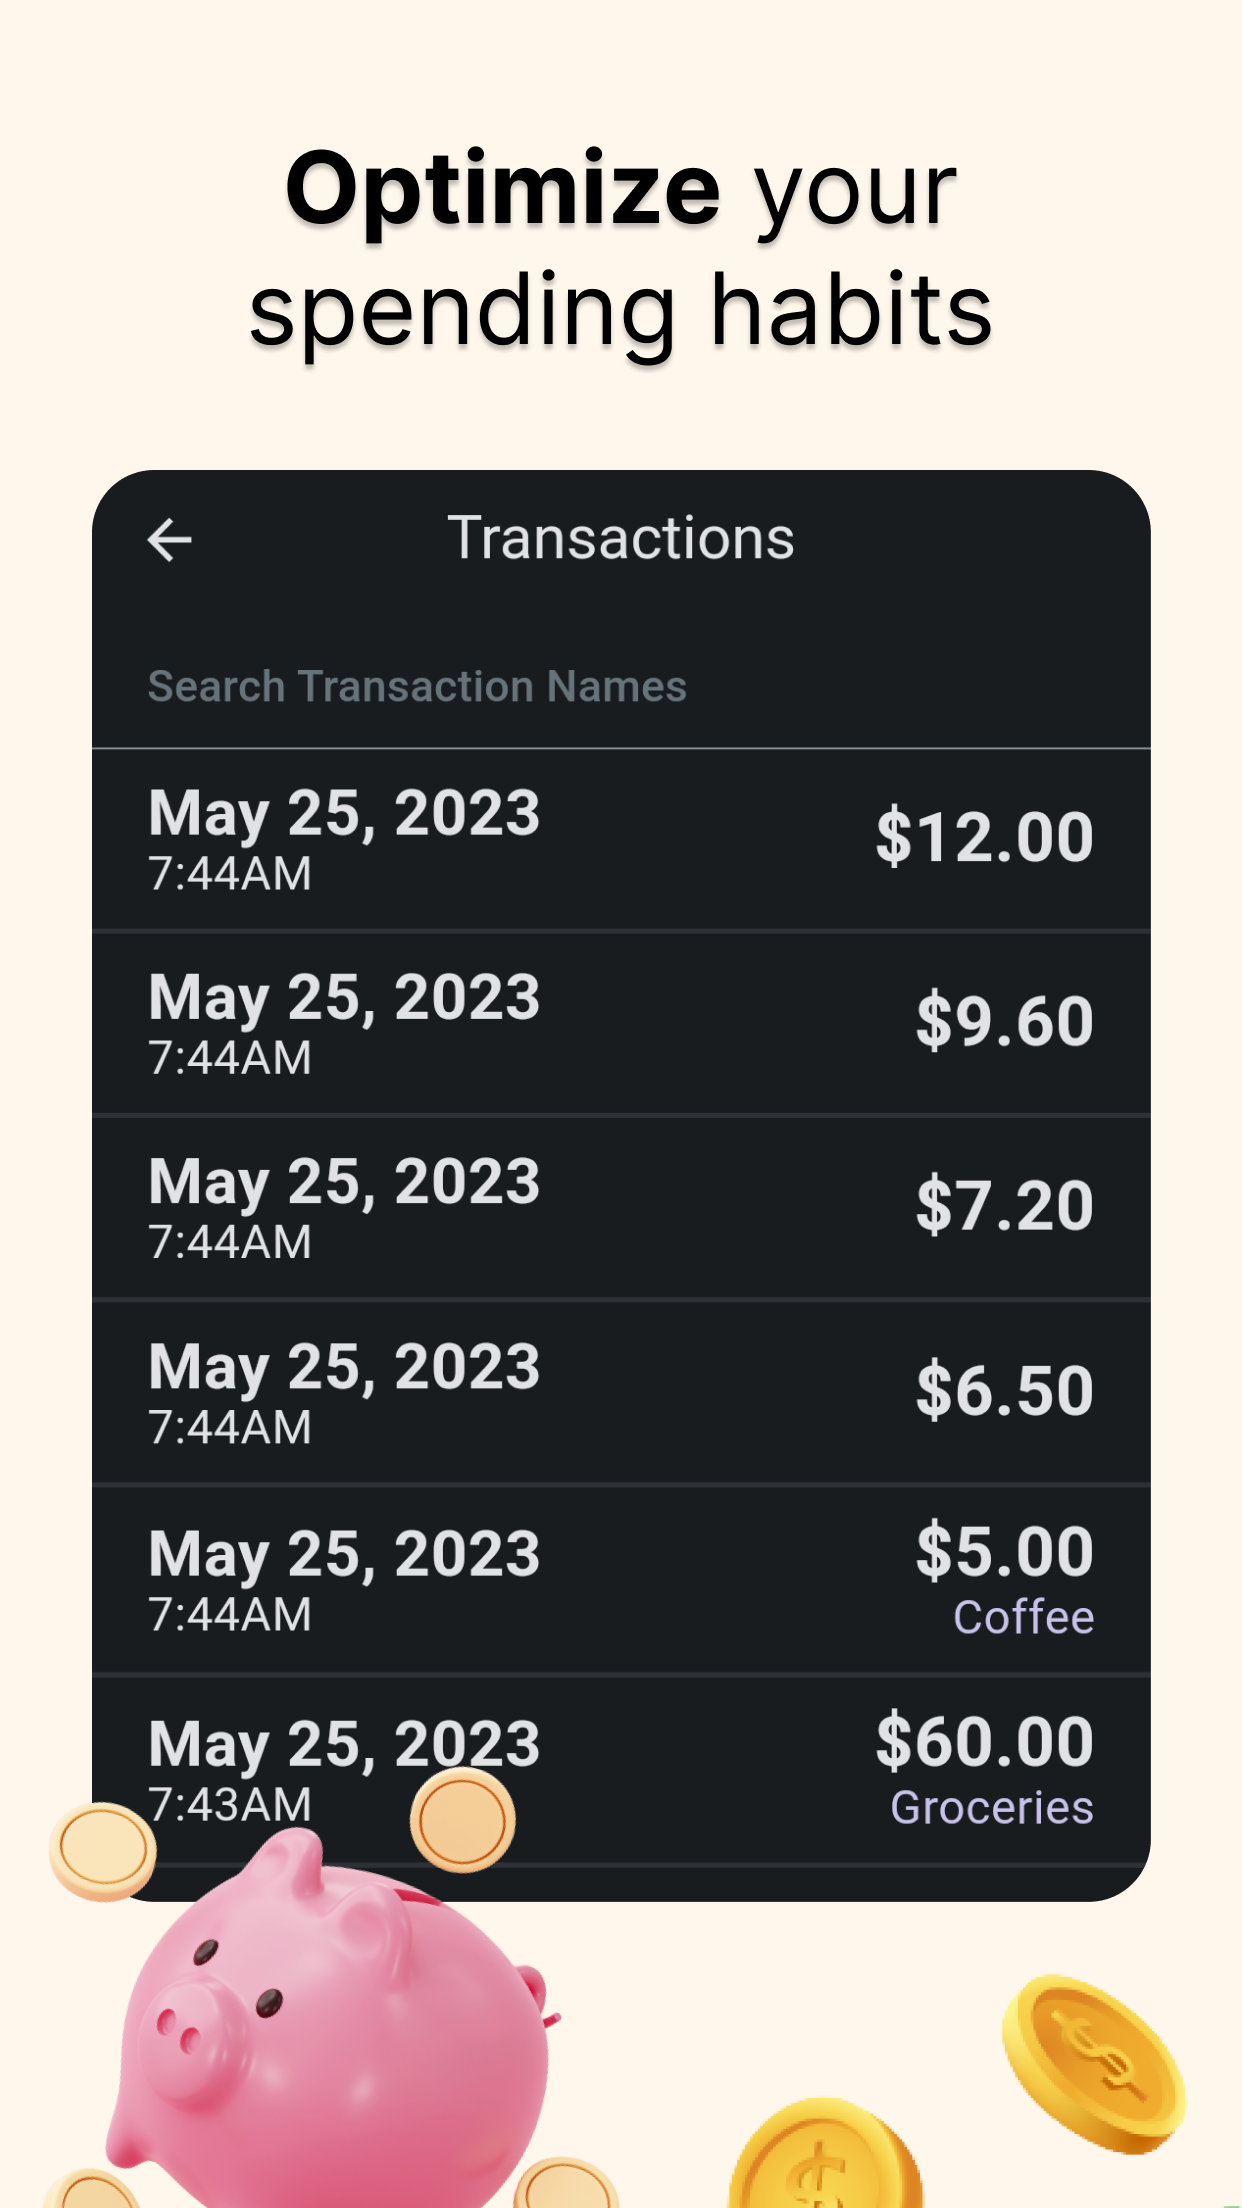 Optimize your
spending habits
Transactions
Search Transaction Names
May 25, 2023
7:44AM
$12.00
May 25, 2023
7:44AM
$9.60
May 25, 2023
7:44AM
$7.20
May 25, 2023
7:44AM
$6.50
May 25, 2023
7:44AM
$5.00
Coffee
May 25, 2023
7:43AM
$60.00
Groceries
$
$